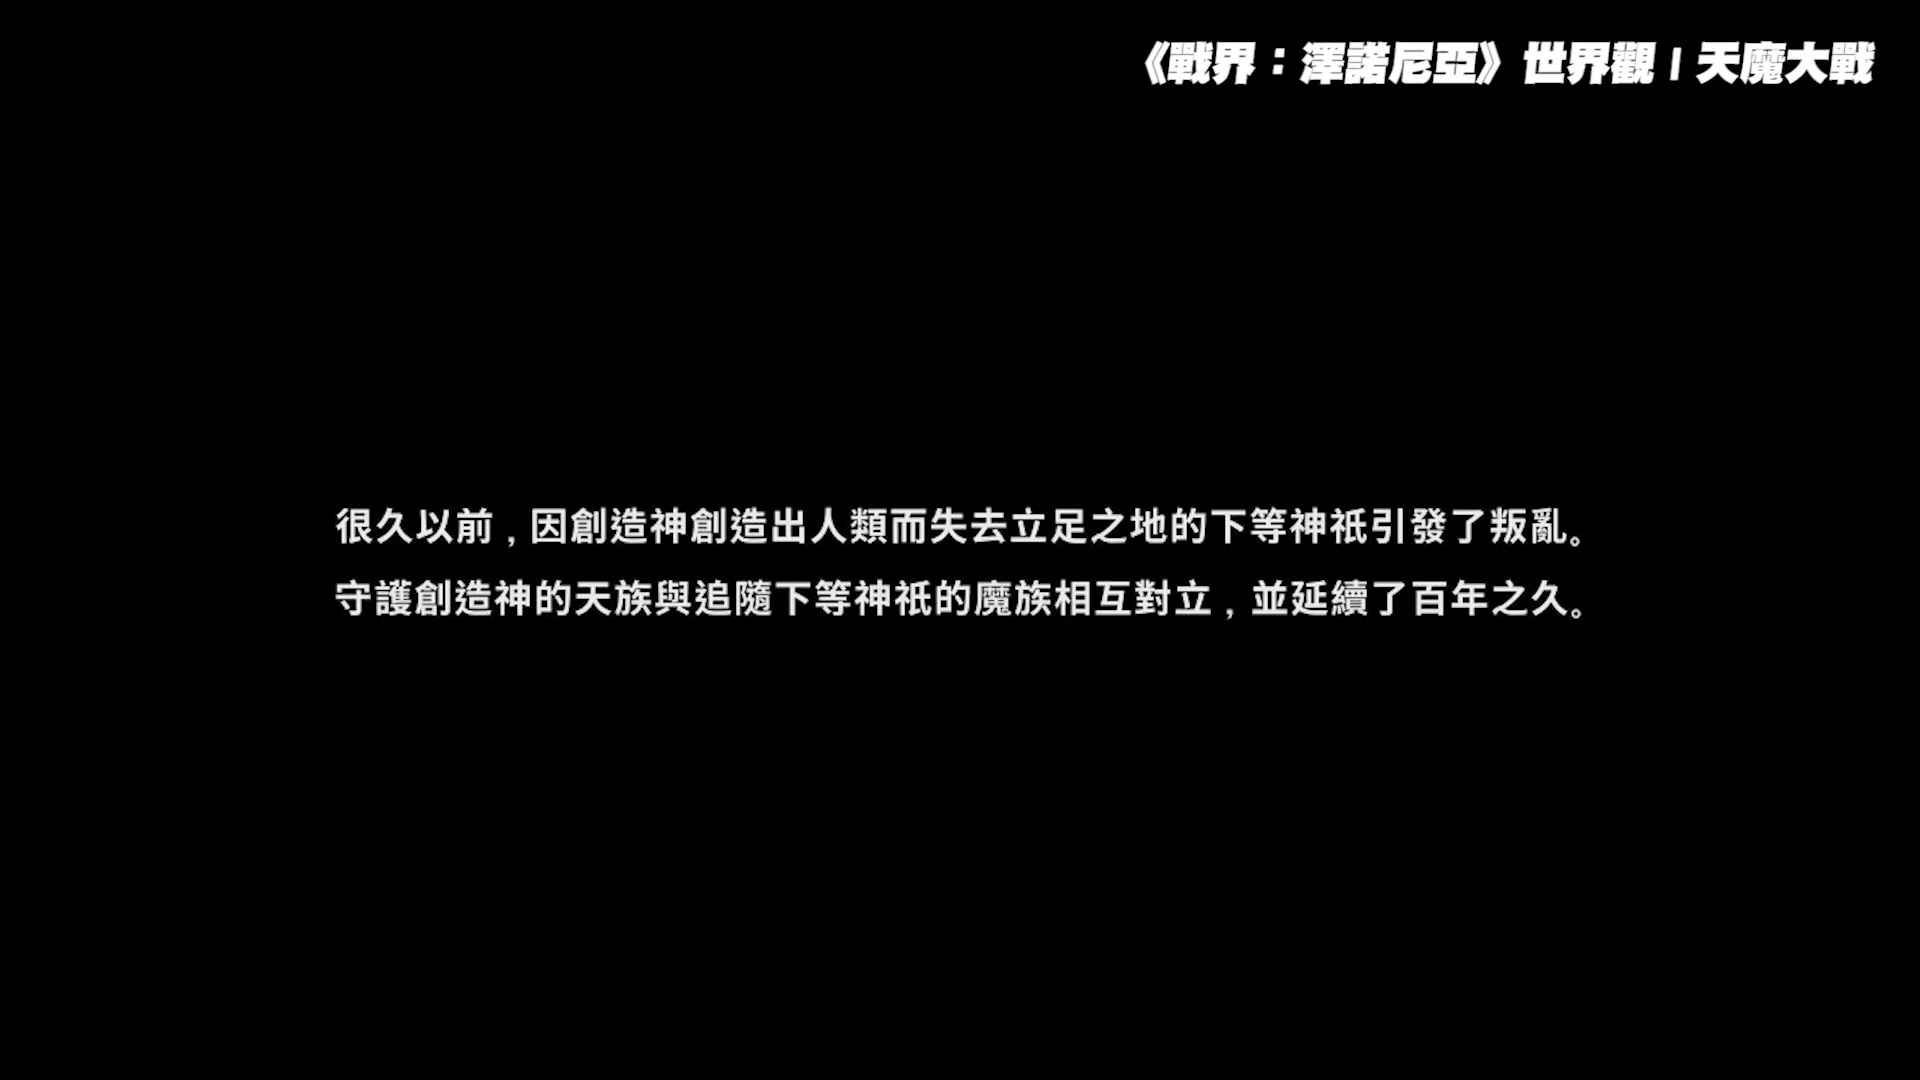 《戰界：澤諾尼亞》世界觀 | 天魔大戰
很久以前，因創造神創造出人類而失去立足之地的下等神祇引發了叛亂。
守護創造神的天族與追隨下等神祇的魔族相互對立，並延續了百年之久。